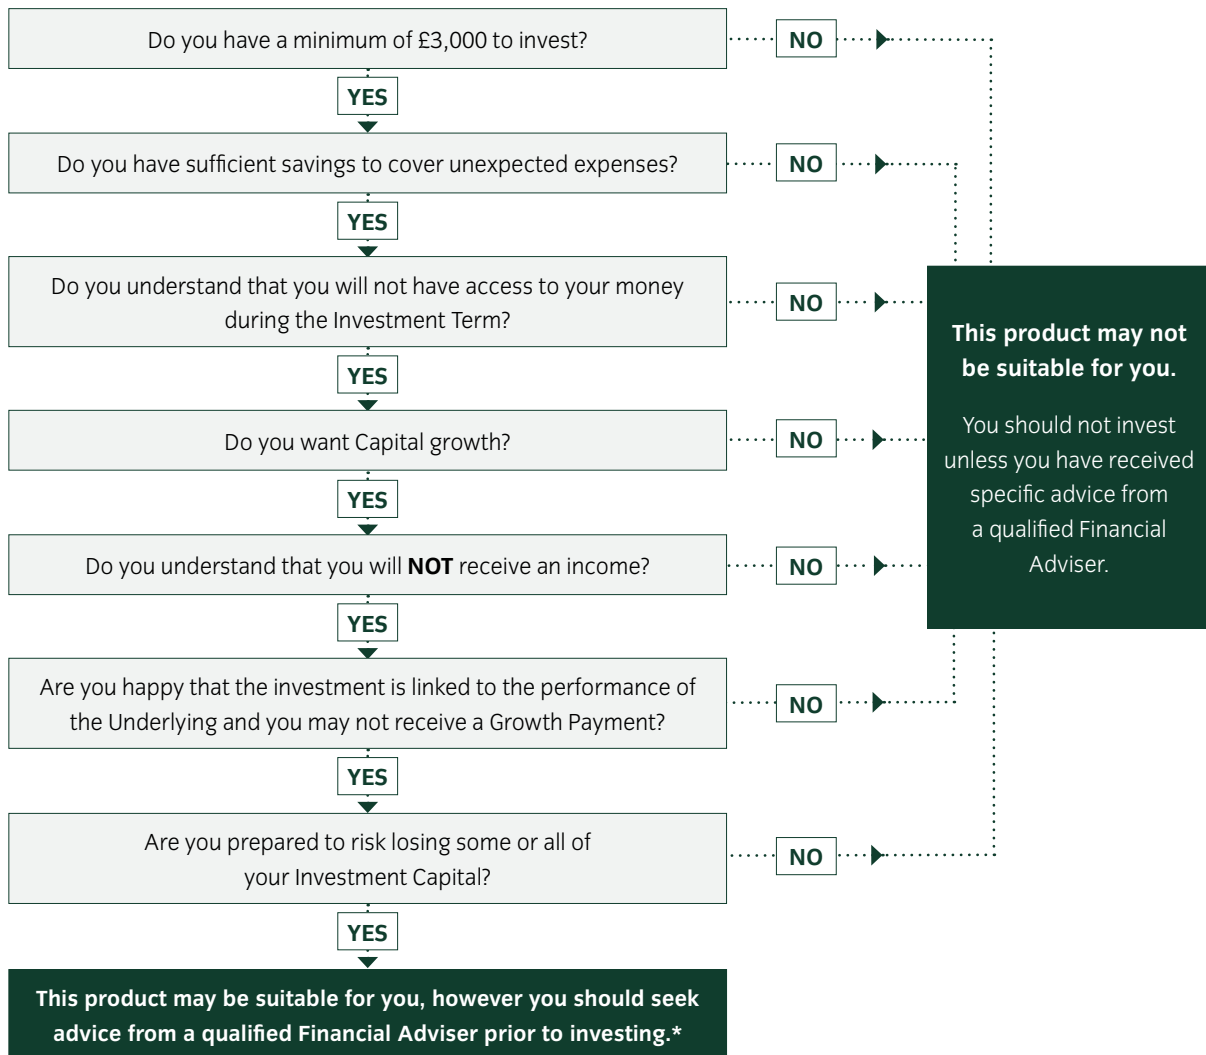 Do you have a minimum of £3,000 to invest?
NO
YES
Do you have sufficient savings to cover unexpected expenses?
NO
YES
Do you understand that you will not have access to your money
during the Investment Term?
NO
YES
Do you want Capital growth?
NO
YES
Do you understand that you will NOT receive an income?
NO
YES
Are you happy that the investment is linked to the performance of
the Underlying and you may not receive a Growth Payment?
NO
YES
Are you prepared to risk losing some or all of
your Investment Capital?
NO
YES
This product may be suitable for you, however you should seek
advice from a qualified Financial Adviser prior to investing.*
This product may not
be suitable for you.
You should not invest
unless you have received
specific advice from
a qualified Financial
Adviser.